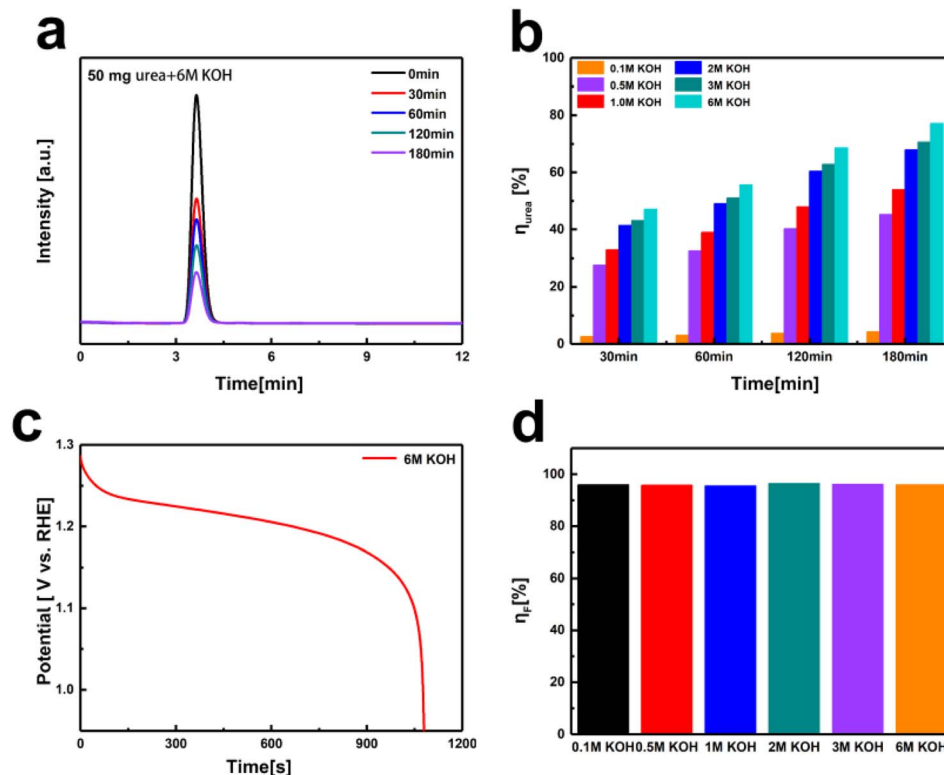 a
50 mg urea+6M KOH
0min
30min
60min
120min
180min
Intensity [a.u.]
0 3 6 9 12
Time[min]
b
0.1M KOH 2M KOH
0.5M KOH 3M KOH
1.0M KOH 6M KOH
100
80
60
40
20
0
ηurea [%]
30min 60min 120min 180min
Time[min]
c
6M KOH
1.3
1.2
1.1
1.0
Potential [ V vs. RHE]
0 300 600 900 1200
Time[s]
d
100
80
60
40
20
0
ηF[%]
0.1M KOH 0.5M KOH 1M KOH 2M KOH 3M KOH 6M KOH